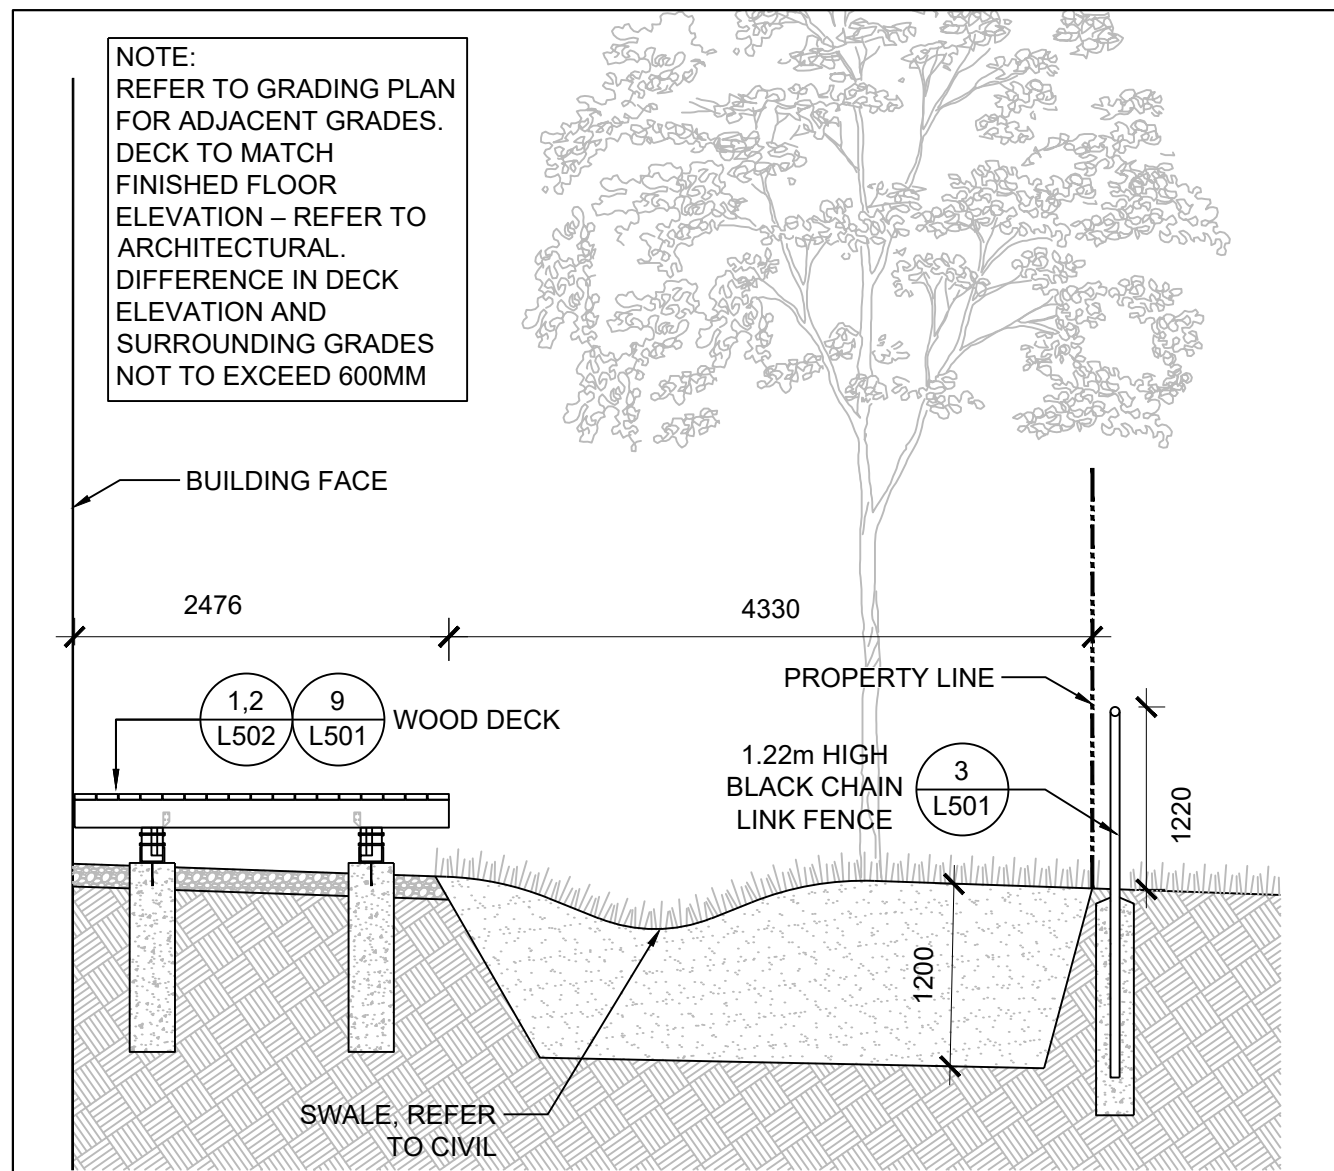 NOTE:
REFER TO GRADING PLAN
FOR ADJACENT GRADES.
DECK TO MATCH
FINISHED FLOOR
ELEVATION – REFER TO
ARCHITECTURAL.
DIFFERENCE IN DECK
ELEVATION AND
SURROUNDING GRADES
NOT TO EXCEED 600MM
BUILDING FACE
2476
4330
PROPERTY LINE
1,2
L502
9
L501
WOOD DECK
1.22m HIGH
BLACK CHAIN
LINK FENCE
3
L501
1220
1200
SWALE, REFER
TO CIVIL